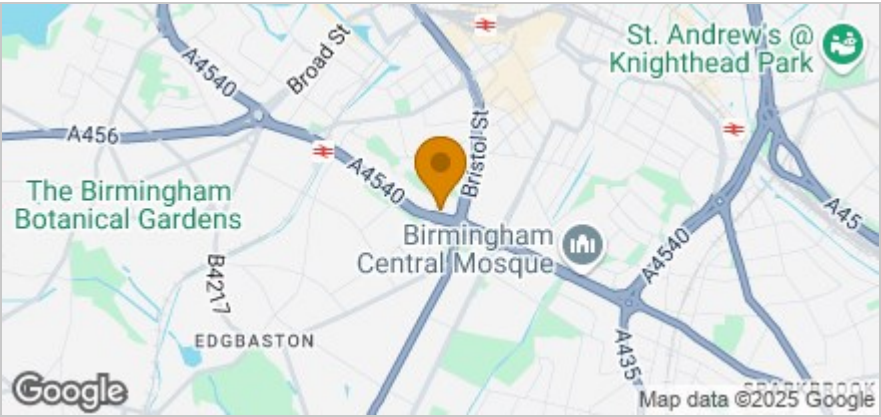 St. Andrew's @
Knighthead Park
A4540
Broad St
A456
Bristol St
A4540
The Birmingham
Botanical Gardens
A45
Birmingham
Central Mosque
A4540
B4217
EDGBASTON
A435
SPARKBROOK
Google
Map data ©2025 Google